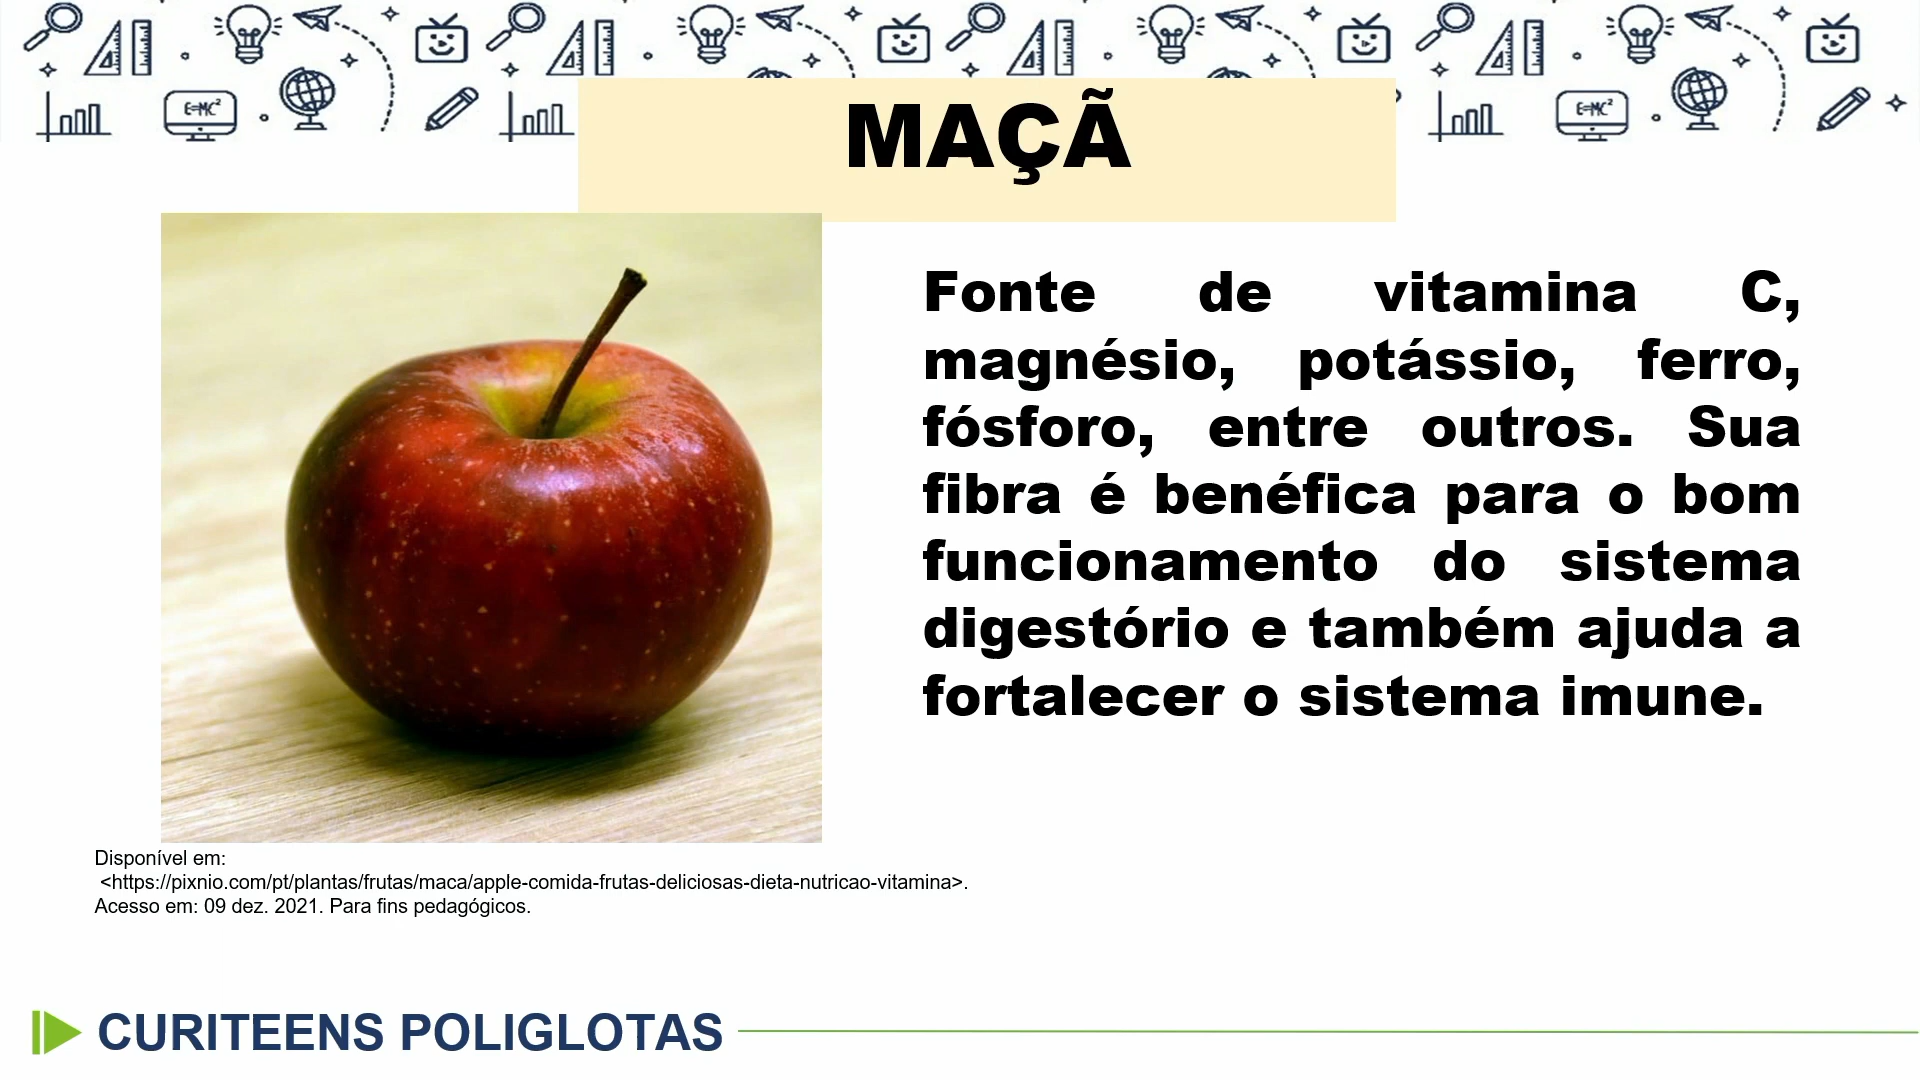 E=MC²
E=MC²
MAÇÃ
Fonte de vitamina C,
magnésio, potássio, ferro,
fósforo, entre outros. Sua
fibra é benéfica para o bom
funcionamento do sistema
digestório e também ajuda a
fortalecer o sistema imune.
Disponível em:
<https://pixnio.com/pt/plantas/frutas/maca/apple-comida-frutas-deliciosas-dieta-nutricao-vitamina>.
Acesso em: 09 dez. 2021. Para fins pedagógicos.
CURITEENS POLIGLOTAS